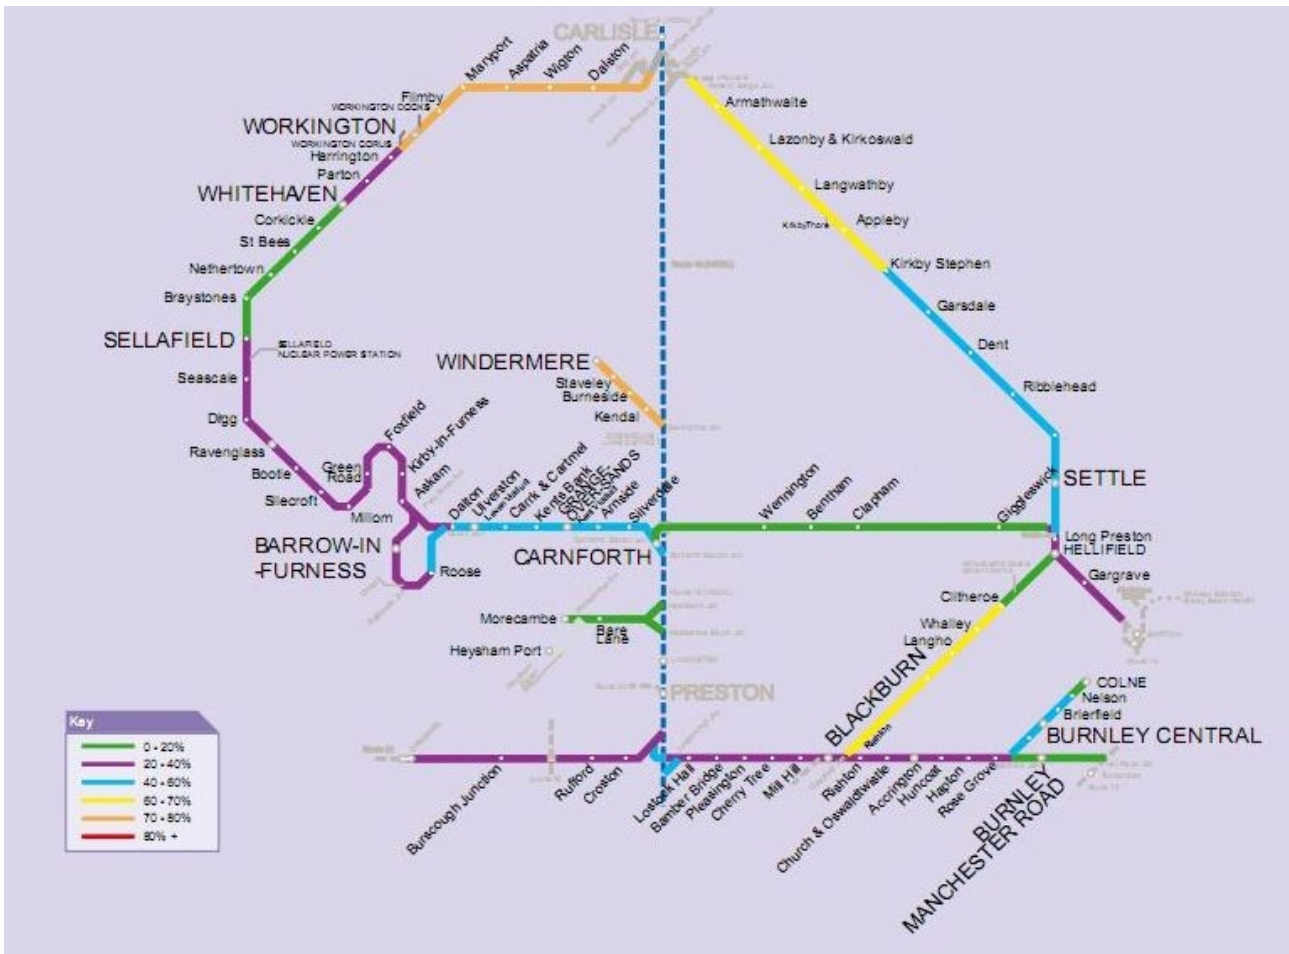 CARLISLE
Maryport
Aspatria
Wigton
Dalston
Flimby
WORKINGTON DOCKS
WORKINGTON
WORKINGTON CORUS
Harrington
Parton
WHITEHAVEN
Corkickle
St Bees
Nethertown
Braystones
SELLAFIELD
SELLAFIELD
NUCLEAR POWER STATION
Seascale
Digg
Ravenglass
Bootle
Silecroft
Millom
Green
Road
Foxfield
Kirby-in-Furness
Askam
BARROW-IN
-FURNESS
Roose
Dalton
Ulverston
Carrk & Cartmel
Kents Bank
GRANGE-
OVER-SANDS
Arnside
Silverdale
CARNFORTH
WINDERMERE
Staveley
Burneside
Kendal
Armathwaite
Lazonby & Kirkoswald
Langwathby
KirkbyThore
Appleby
Kirkby Stephen
Garsdale
Dent
Ribblehead
SETTLE
Wennington
Bentham
Clapham
Giggleswick
Long Preston
HELLIFIELD
Gargrave
Clitheroe
Whalley
Langho
BLACKBURN
Morecambe
Bare
Lane
Heysham Port
PRESTON
COLNE
Nelson
Brierfield
BURNLEY CENTRAL
Burscough Junction
Rufford
Croston
Lostock Hall
Bamber Bridge
Pleasington
Cherry Tree
Mill Hill
Rishton
Rishton
Church & Oswaldtwistle
Accrington
Huncoat
Hapton
Rose Grove
BURNLEY
MANCHESTER ROAD
Key
0 - 20%
20 - 40%
40 - 60%
60 - 70%
70 - 80%
80% +